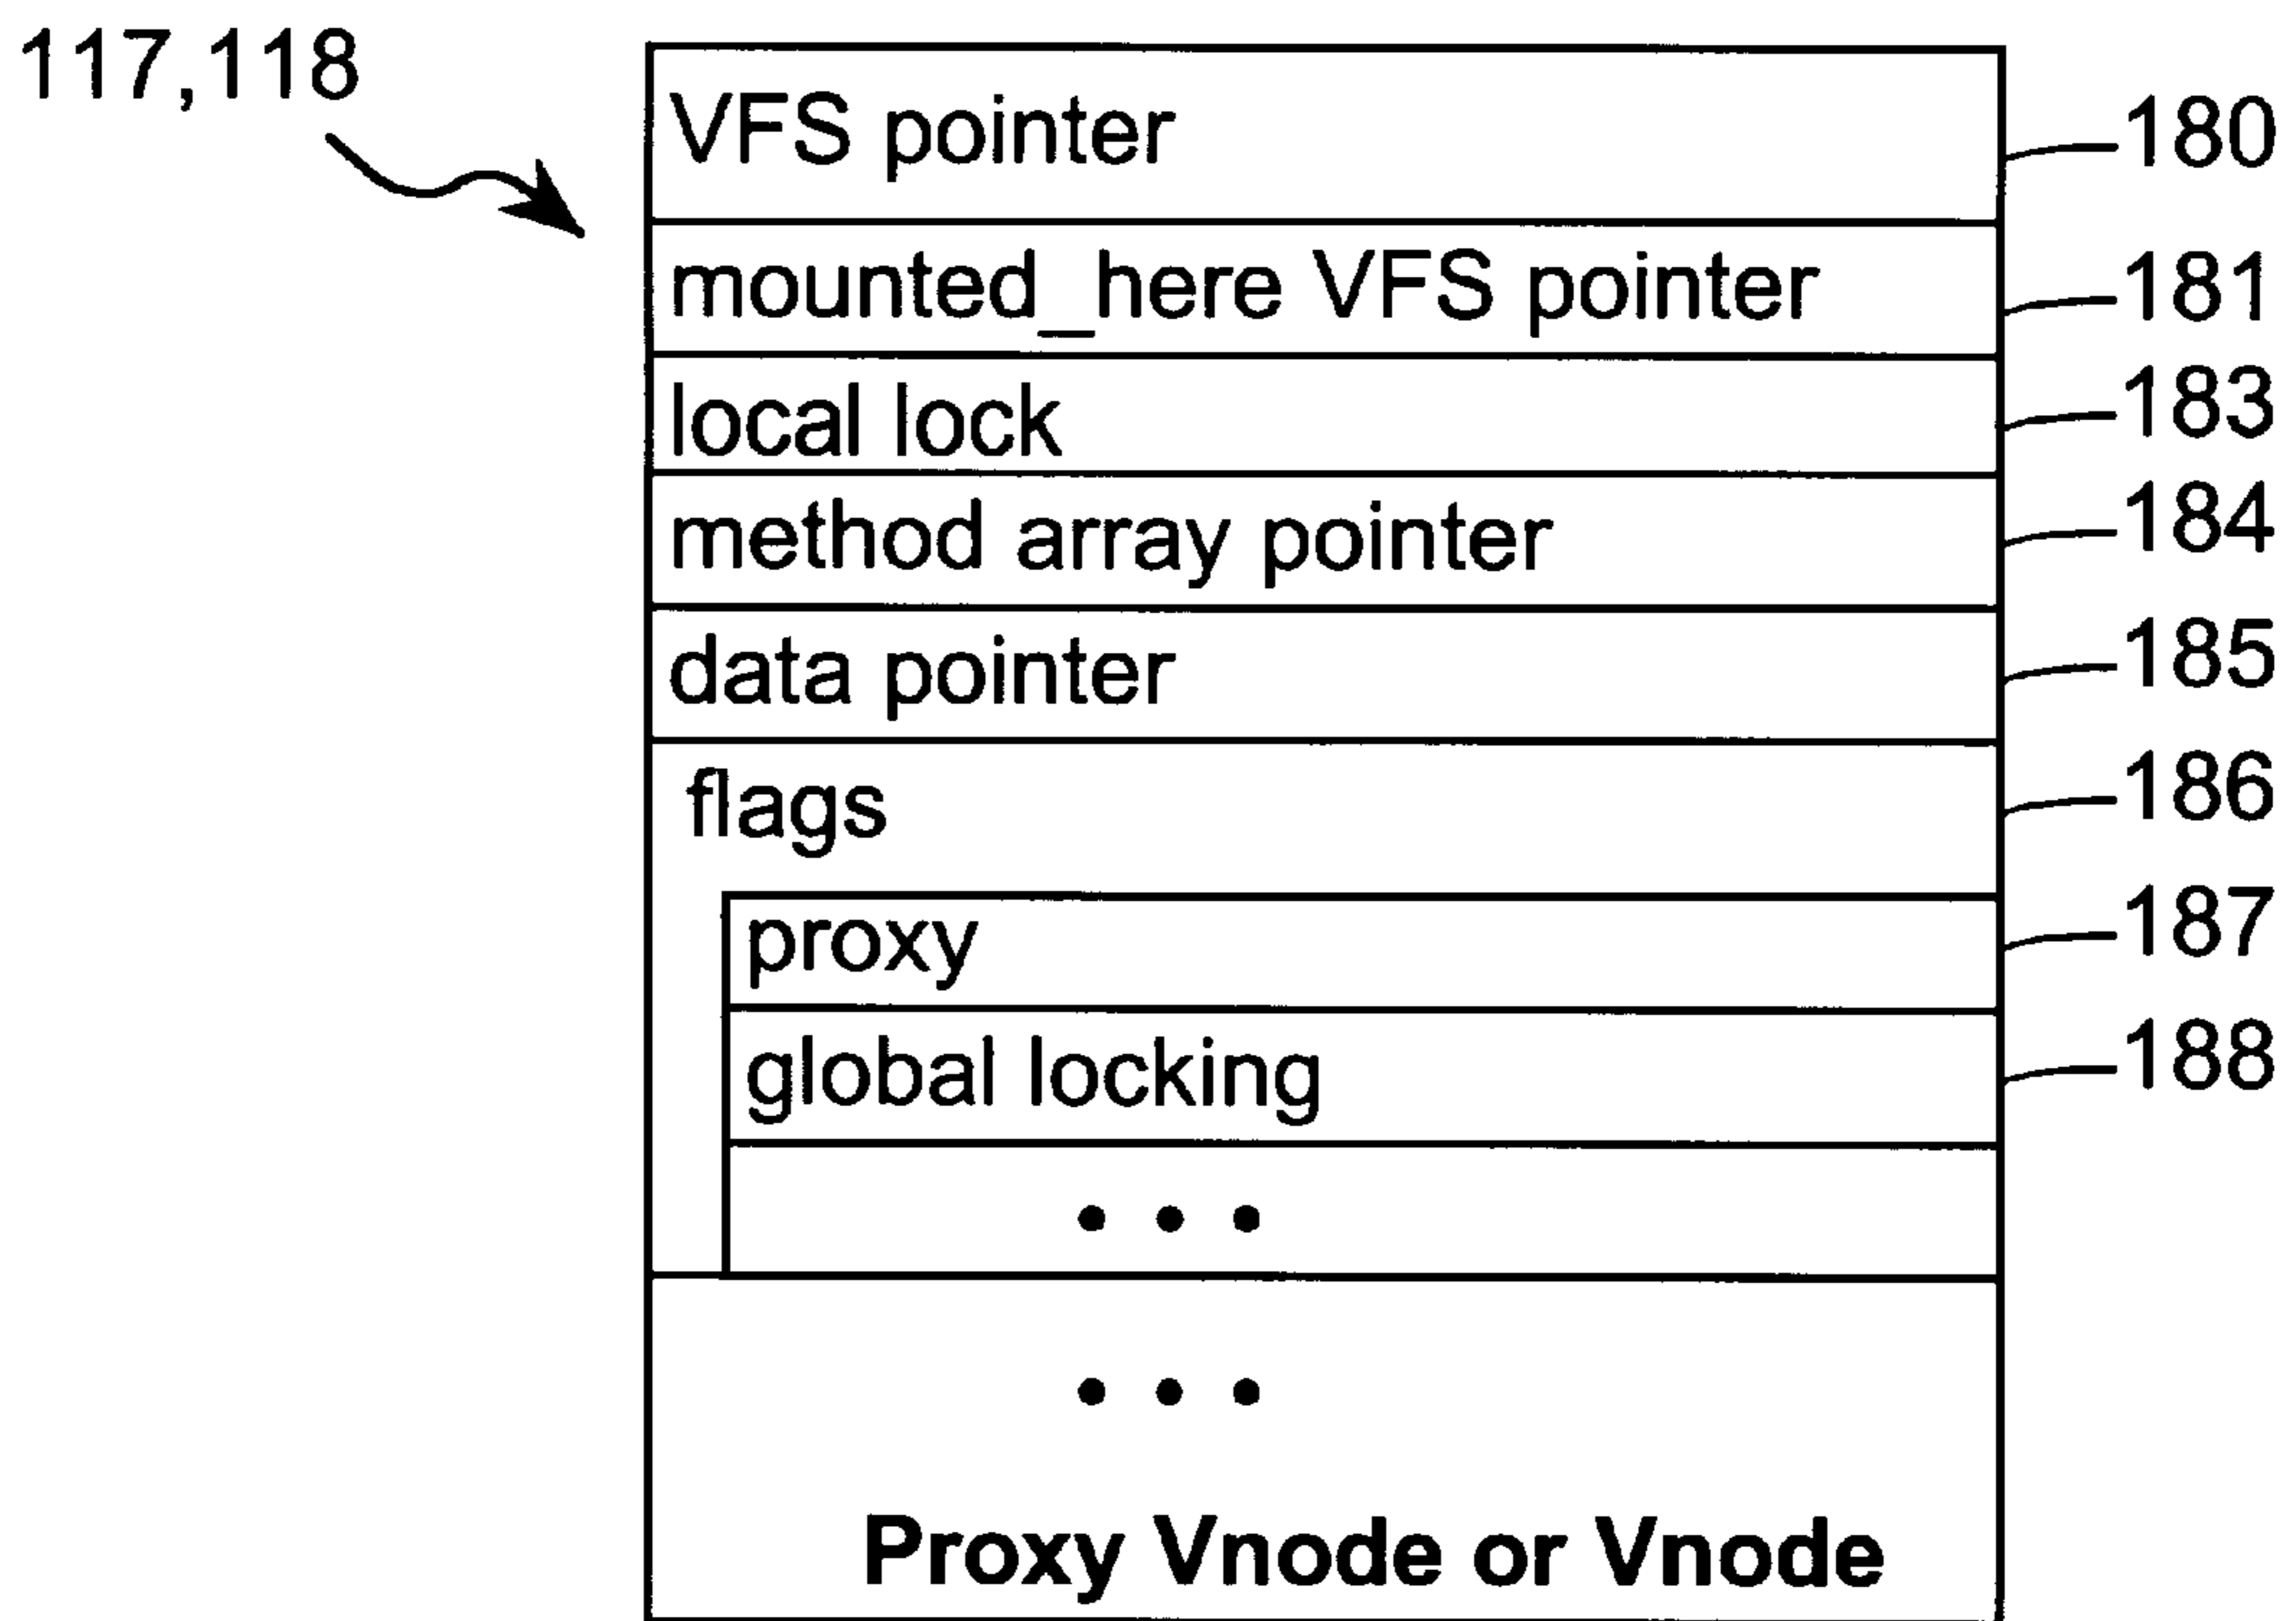 117,118
VFS pointer 180
mounted_here VFS pointer 181
local lock 183
method array pointer 184
data pointer 185
flags 186
proxy 187
global locking 188
• • •
• • •
Proxy Vnode or Vnode